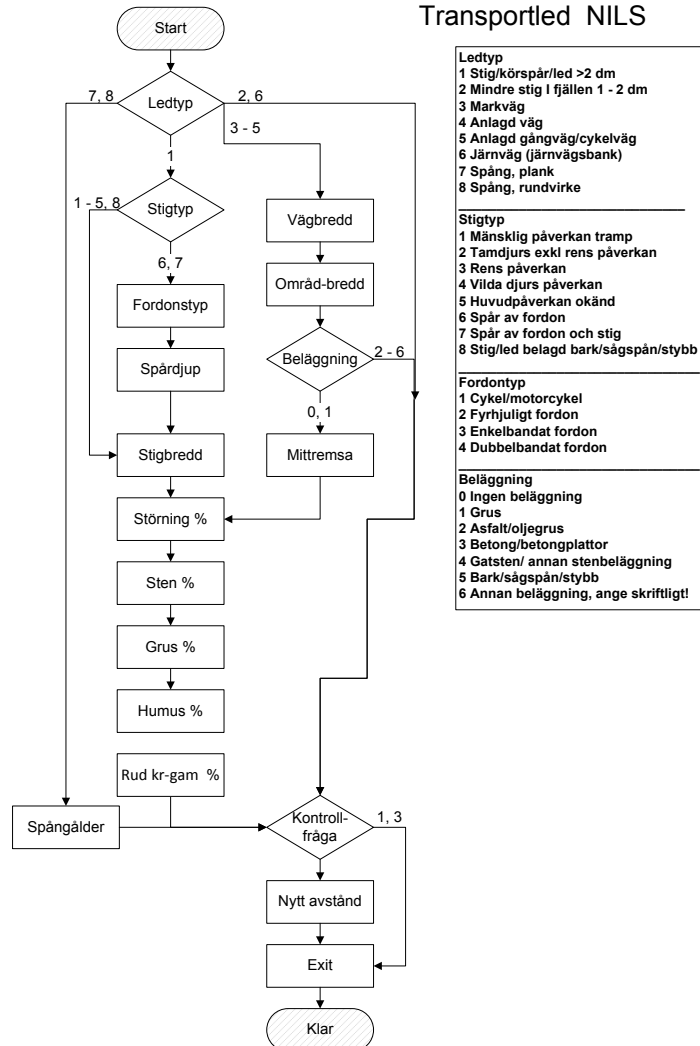 Transportled NILS
Start
Ledtyp
7, 8
2, 6
3 - 5
1
Stigtyp
1 - 5, 8
6, 7
Fordonstyp
Spårdjup
Stigbredd
Störning %
Sten %
Grus %
Humus %
Rud kr-gam %
Spångålder
Vägbredd
Områd-bredd
Beläggning
2 - 6
0, 1
Mittremsa
Kontroll-
fråga
1, 3
Nytt avstånd
Exit
Klar
Ledtyp
1 Stig/körspår/led >2 dm
2 Mindre stig I fjällen 1 - 2 dm
3 Markväg
4 Anlagd väg
5 Anlagd gångväg/cykelväg
6 Järnväg (järnvägsbank)
7 Spång, plank
8 Spång, rundvirke
Stigtyp
1 Mänsklig påverkan tramp
2 Tamdjurs exkl rens påverkan
3 Rens påverkan
4 Vilda djurs påverkan
5 Huvudpåverkan okänd
6 Spår av fordon
7 Spår av fordon och stig
8 Stig/led belagd bark/sågspån/stybb
Fordontyp
1 Cykel/motorcykel
2 Fyrhjuligt fordon
3 Enkelbandat fordon
4 Dubbelbandat fordon
Beläggning
0 Ingen beläggning
1 Grus
2 Asfalt/oljegrus
3 Betong/betongplattor
4 Gatsten/ annan stenbeläggning
5 Bark/sågspån/stybb
6 Annan beläggning, ange skriftligt!